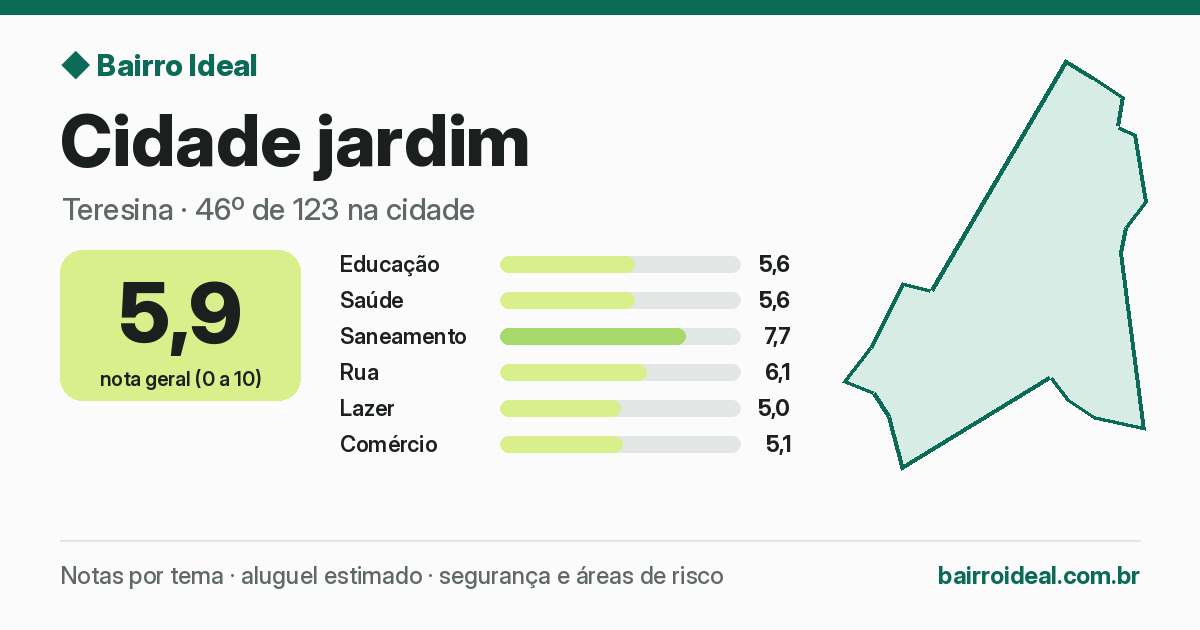 Bairro Ideal
Cidade jardim
Teresina · 46º de 123 na cidade
5,9
nota geral (0 a 10)
Educação 5,6
Saúde 5,6
Saneamento 7,7
Rua 6,1
Lazer 5,0
Comércio 5,1
Notas por tema · aluguel estimado · segurança e áreas de risco
bairroideal.com.br